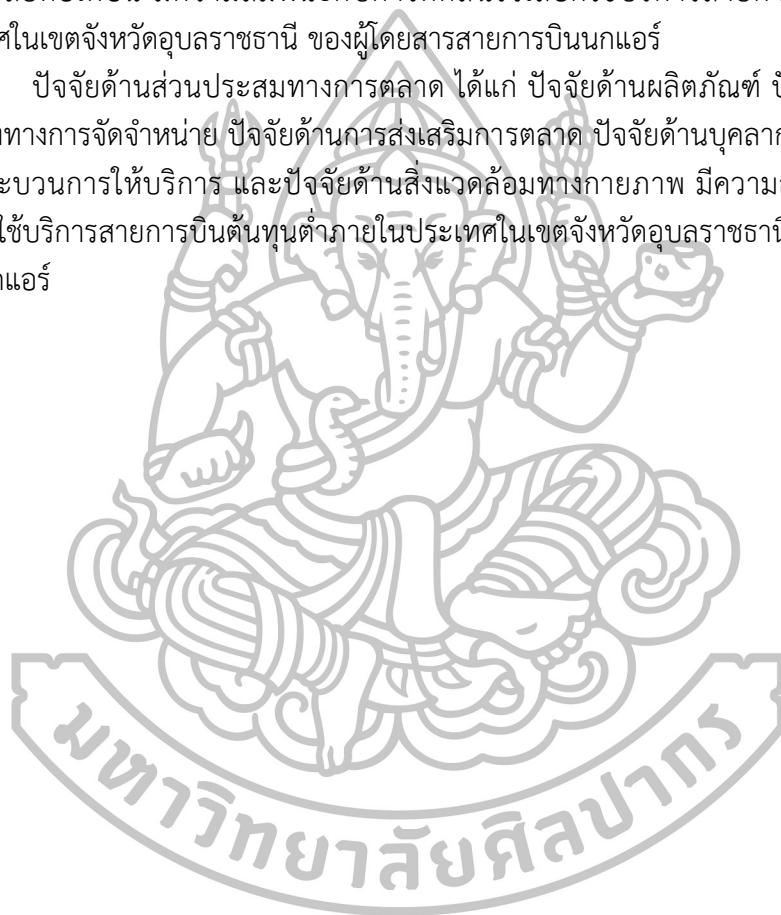 ศในเขตจังหวัดอุบลราชธานี ของผู้โดยสารสายการบินนกแอร์
ปัจจัยด้านส่วนประสมทางการตลาด ได้แก่ ปัจจัยด้านผลิตภัณฑ์
ทางการจัดจำหน่าย ปัจจัยด้านการส่งเสริมการตลาด ปัจจัยด้านบุคลาก
ะบวนการให้บริการ และปัจจัยด้านสิ่งแวดล้อมทางกายภาพ มีความ
ใช้บริการสายการบินต้นทุนต่ำภายในประเทศในเขตจังหวัดอุบลราชธานี
แอร์
มหาวิทยาลัยศิลปากร